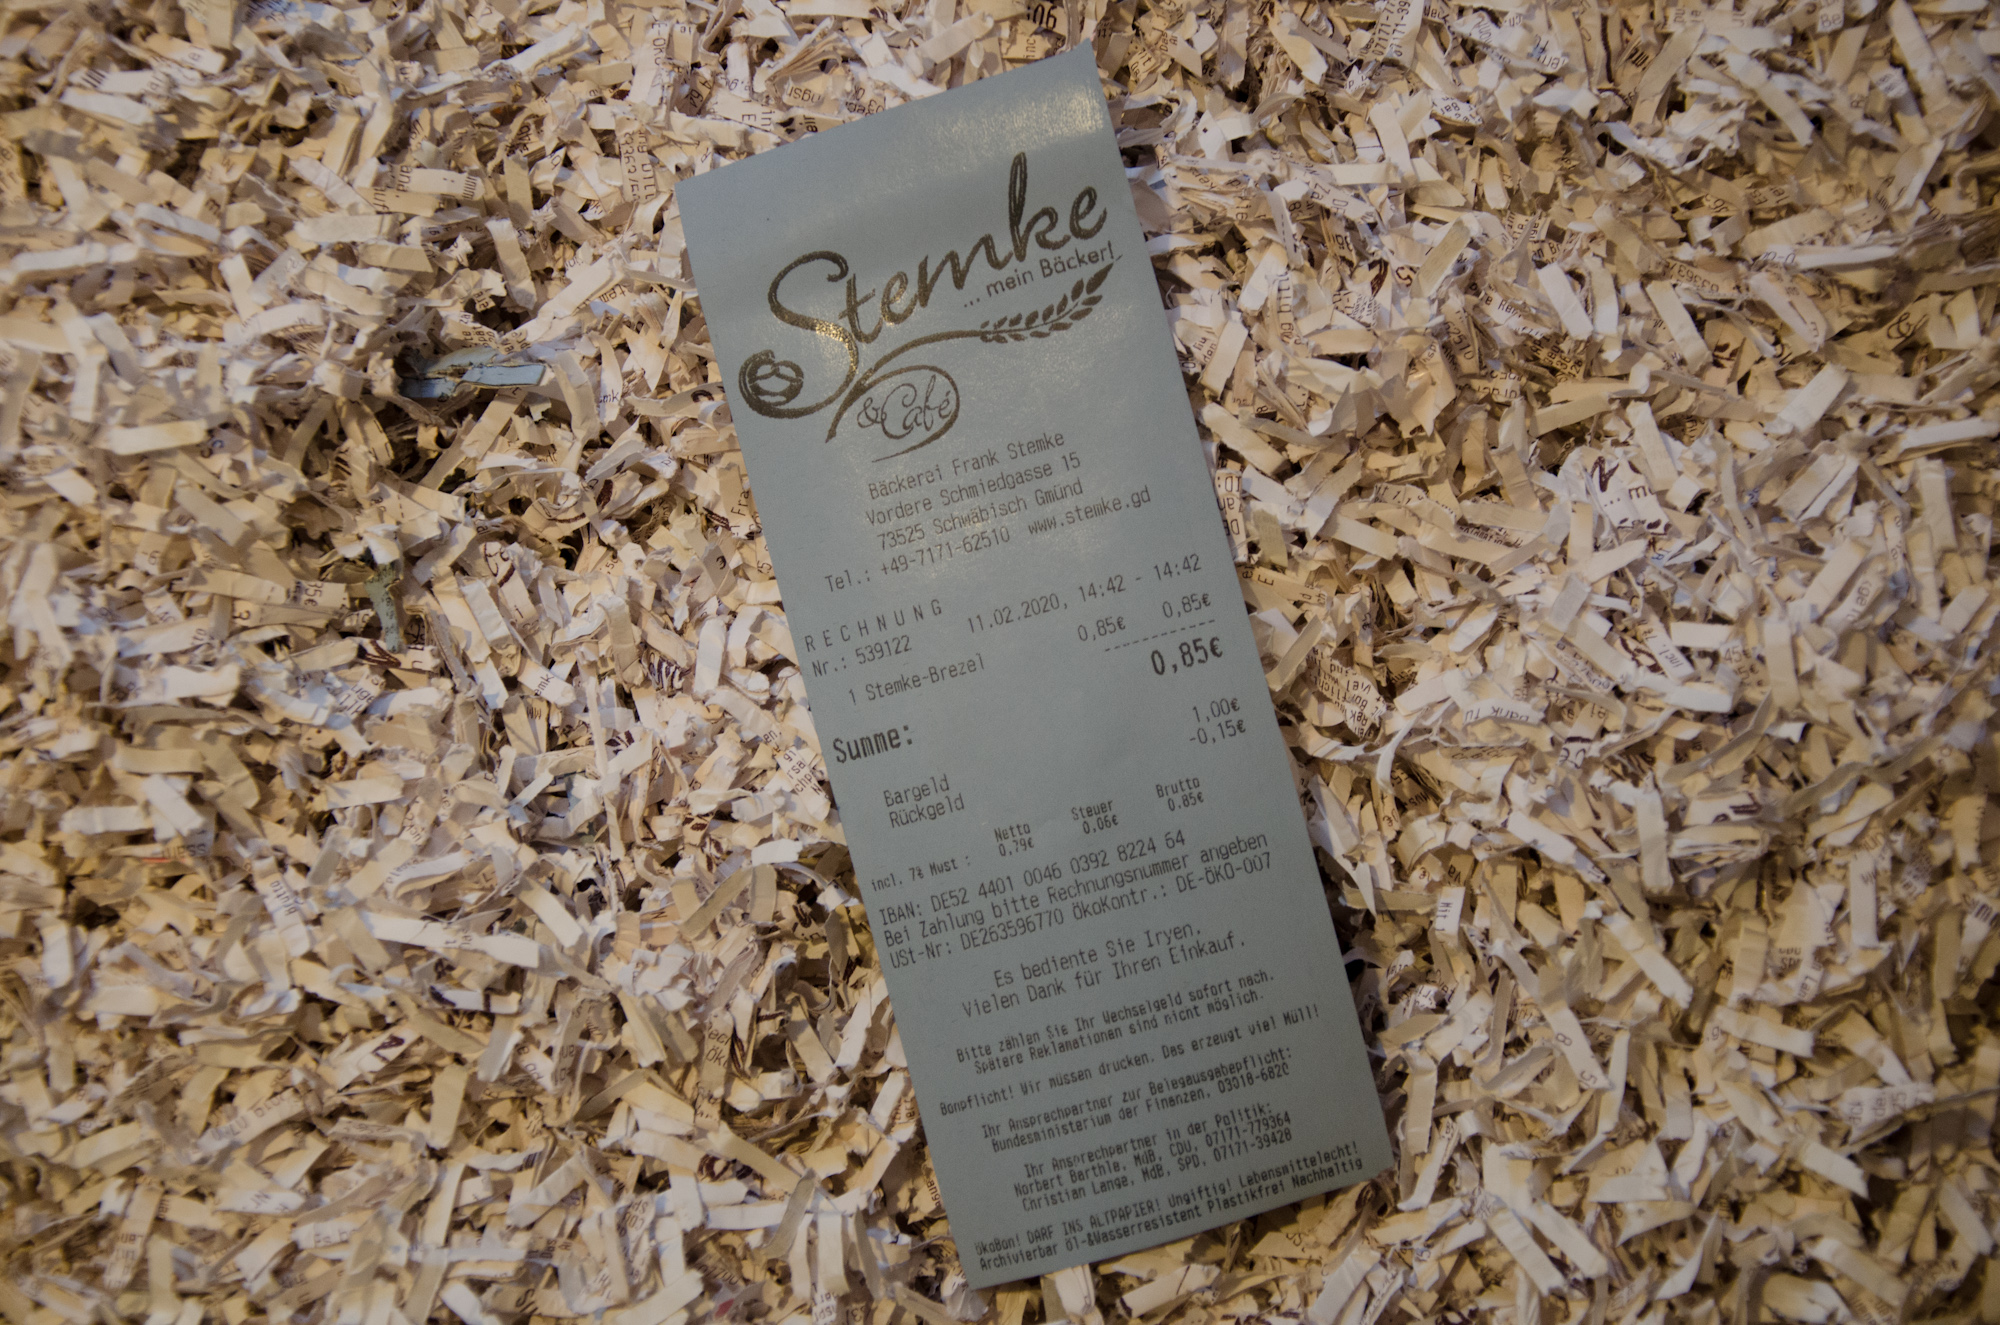 Stemke
... mein Bäcker!
& Café
Bäckerei Frank Stemke
Vordere Schmiedgasse 15
73525 Schwäbisch Gmünd
Tel.: +49-7171-62510 www.stemke.gd
RECHNUNG
Nr.: 539122 11.02.2020, 14:42 - 14:42
1 Stemke-Brezel 0,85€ 0,85€
Summe: 0,85€
Bargeld 1,00€
Rückgeld -0,15€
Netto Steuer Brutto
incl. 7% Mwst : 0.79€ 0,06€ 0.85€
IBAN: DE52 4401 0046 0392 8224 64
Bei Zahlung bitte Rechnungsnummer angeben
USt-Nr: DE263596770 ÖkoKontr.: DE-ÖKO-007
Es bediente Sie Iryen.
Vielen Dank für Ihren Einkauf.
Bitte zählen Sie Ihr Wechselgeld sofort nach.
Spätere Reklamationen sind nicht möglich.
Bonpflicht! Wir müssen drucken. Das erzeugt viel Müll!
Ihr Ansprechpartner zur Belegausgabepflicht:
Bundesministerium der Finanzen, 03018-6820
Ihr Ansprechpartner in der Politik:
Norbert Barthle, MdB, CDU, 07171-779364
Christian Lange, MdB, SPD, 07171-39428
ÖkoBon! DARF INS ALTPAPIER! Ungiftig! Lebensmittelecht!
Archivierbar Öl-&Wasserresistent Plastikfrei Nachhaltig